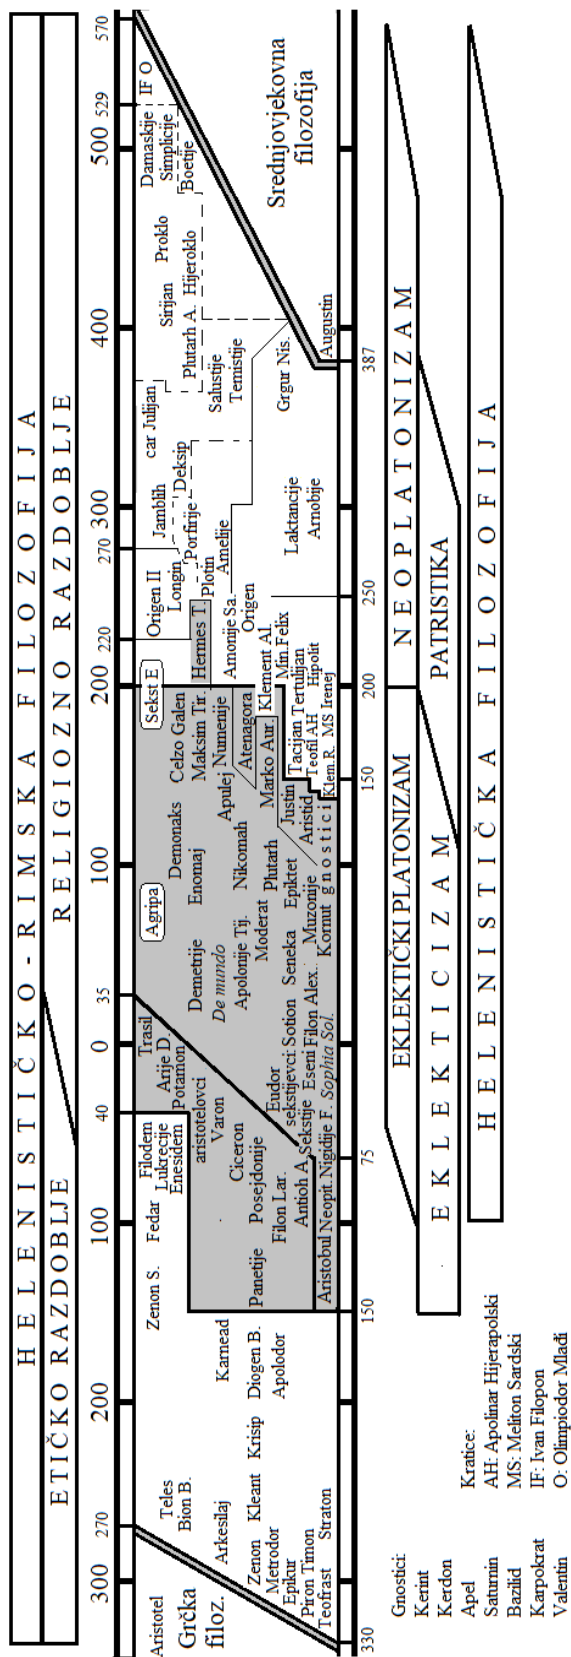 HELENISTIČKO - RIMSKA FILOZOFIJA
ETIČKO RAZDOBLJE
RELIGIOZNO RAZDOBLJE
300
270
200
100
40
0
35
100
200
220
270
300
400
500
529
570
Aristotel
Grčka
filoz.
Teles
Bion B.
Arkesilaj
Zenon
Kleant
Krisip
Diogen B.
Apolodor
Metrodor
Epikur
Piron
Timon
Teofrast
Straton
Karnead
Zenon S.
Fedar
Filodem
Lukrecije
Enesidem
Panetije
Posejdonije
Filon Lar.
Antioh A.
Aristobul
Neopit.
Nigidije F.
Sophia Sol.
Ciceron
Varon
aristotelovci
Potamon
Arije D.
Trasil
Eudor
sekstijevci:
Sekstije
Sotion
Eseni
Filon Alex.
Seneka
Muzonije
Kornut
Epiktet
Demetrije
De mundo
Apolonije Tij.
Moderat
Plutarh
Nikomah
Agripa
Demonaks
Enomaj
Celzo
Galen
Maksim Tir.
Apulej
Numenije
Atenagora
Marko Aur.
gnostici
Justin
Aristid
Tacijan
Tertulijan
Teofil AH
Hipolit
Klem.R.
MS
Irenej
Min.Felix
Klement Al.
Sekst E
Hermes T.
Amonije Sa.
Origen
Origen II
Longin
Plotin
Amelije
Porfirije
Jamblih
Deksip
car Julijan
Laktancije
Arnobije
Salustije
Temistije
Grgur Nis.
Augustin
Plutarh A.
Hijeroklo
Sirijan
Proklo
Damaskije
Simplicije
Boetije
IF O
Srednjovjekovna
filozofija
330
150
75
150
200
250
387
EKLEKTIČKI PLATONIZAM
NEOPLATONIZAM
EKLEKTICIZAM
PATRISTIKA
HELENISTIČKA FILOZOFIJA
Gnostici:
Kerint
Kerdon
Apel
Saturnin
Bazilid
Karpokrat
Valentin
Kratice:
AH: Apolinar Hijerapolski
MS: Meliton Sardski
IF: Ivan Filopon
O: Olimpiodor Mlađi